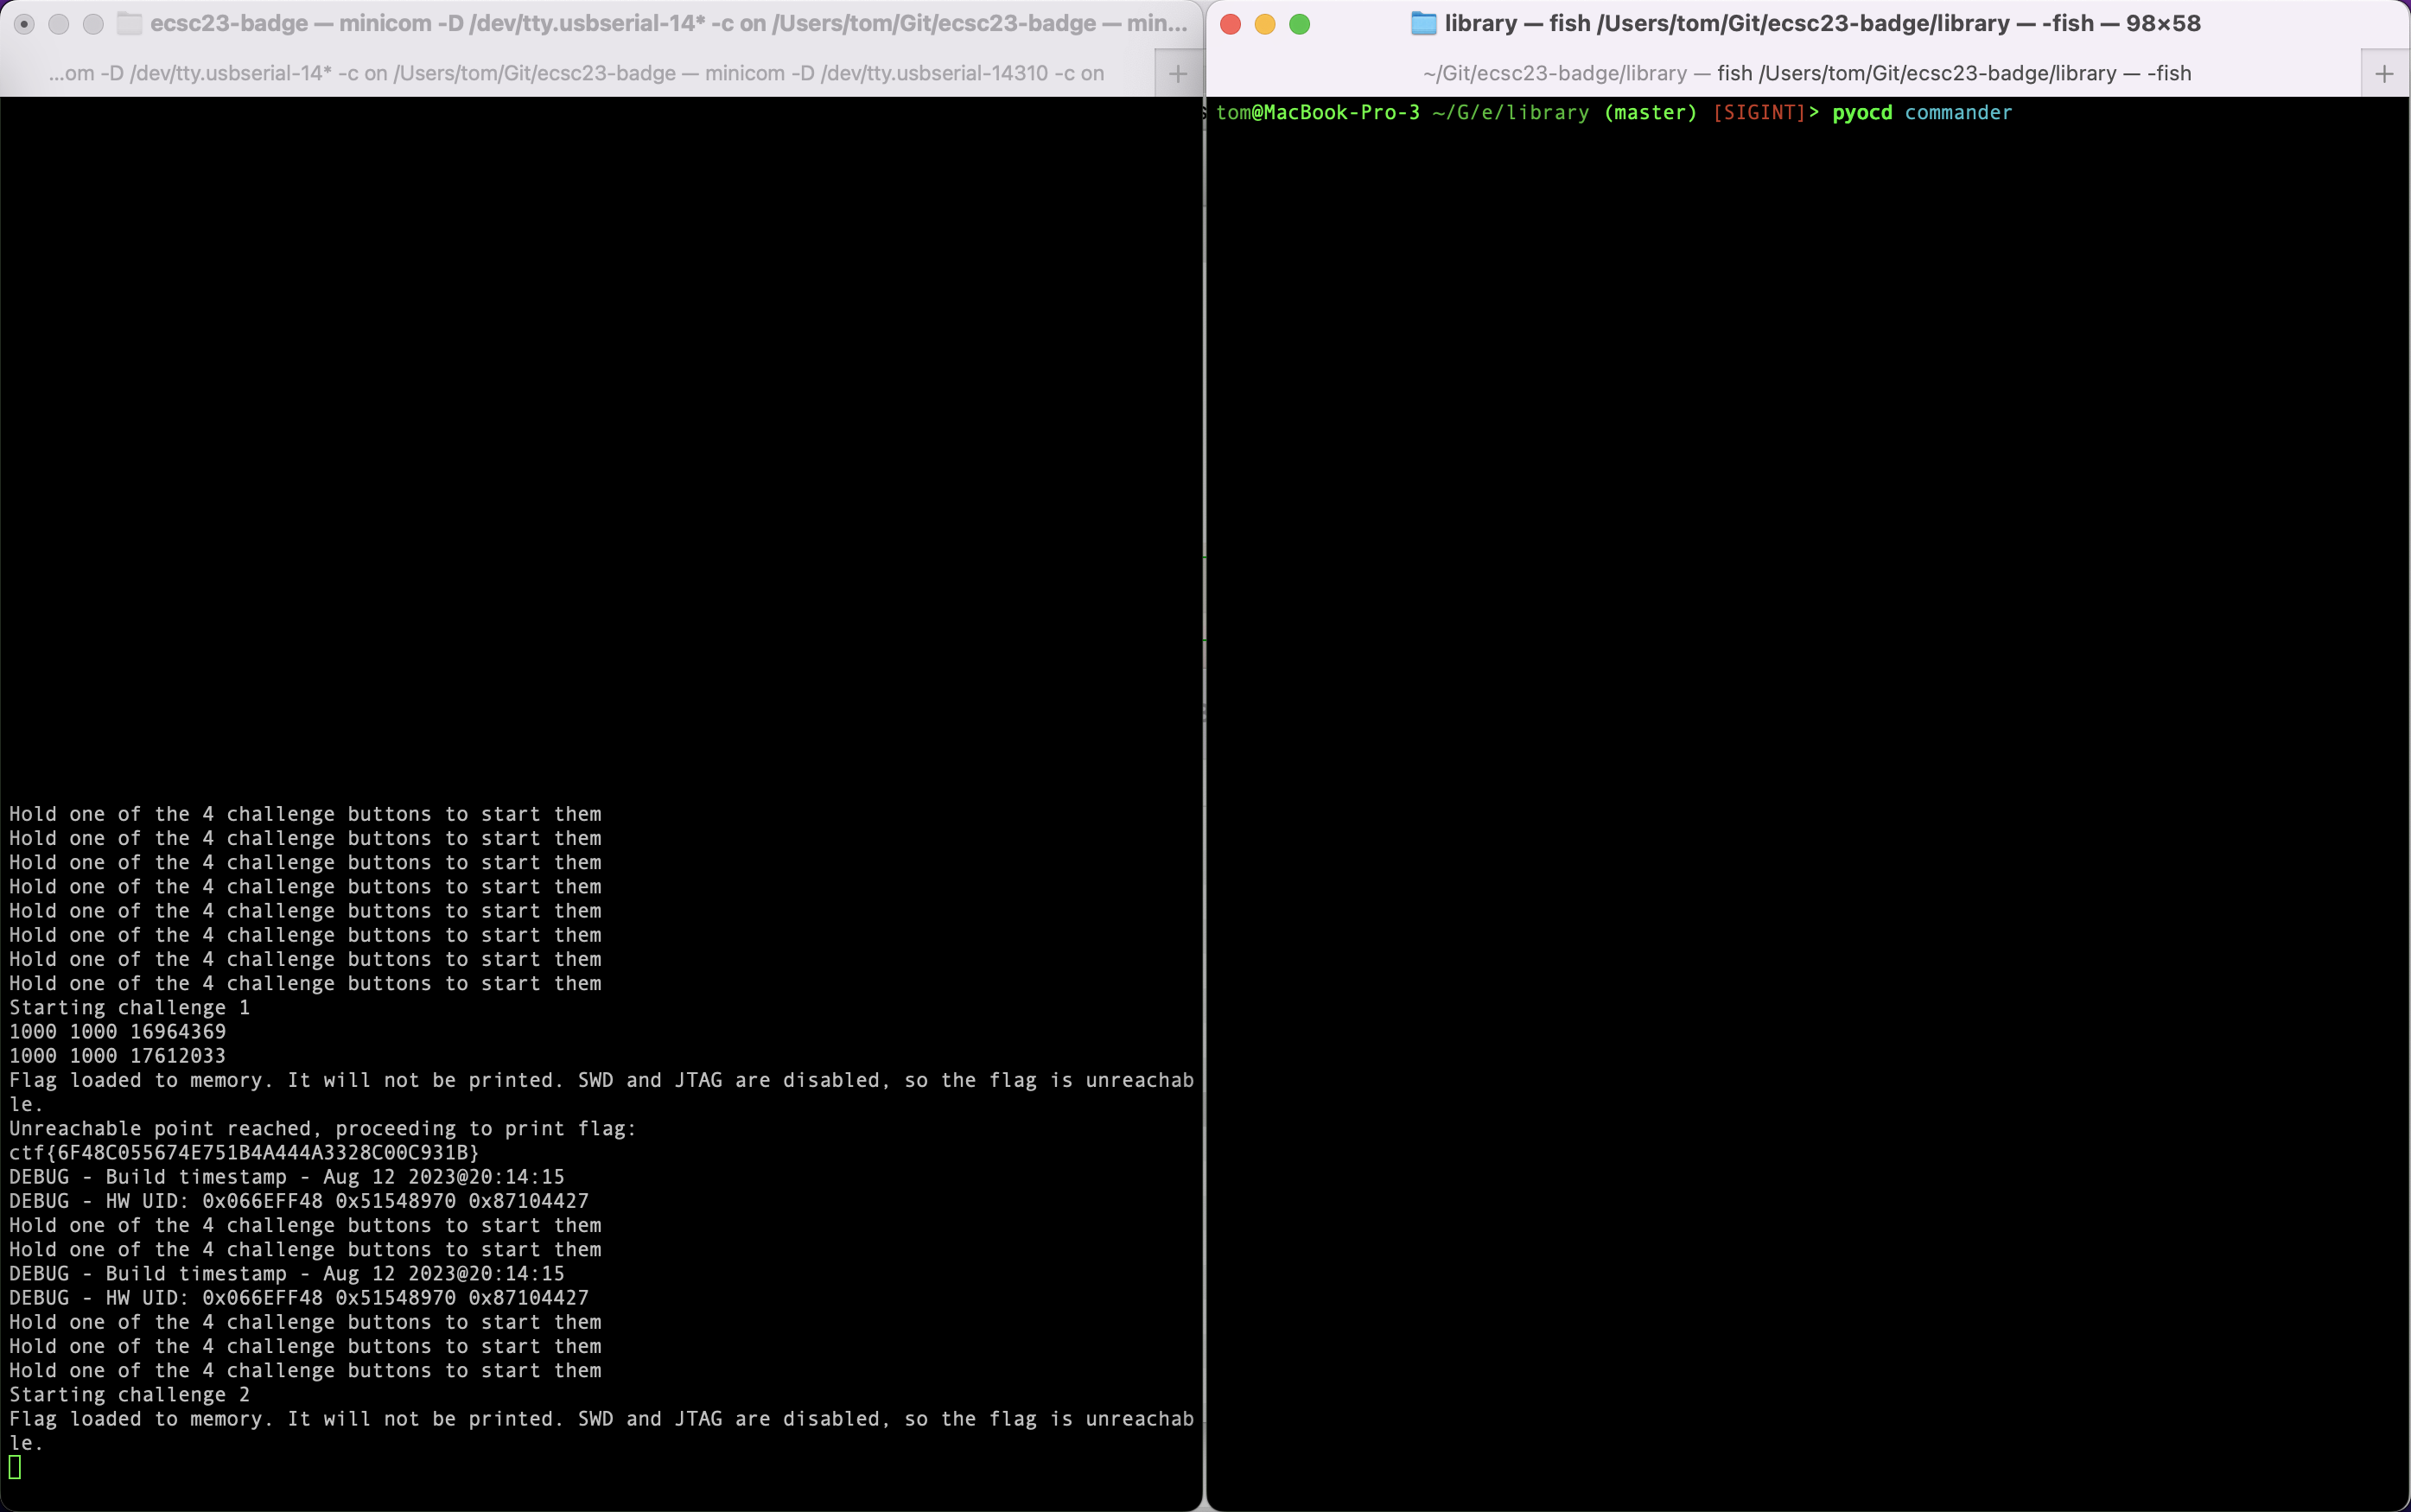 ecsc23-badge — minicom -D /dev/tty.usbserial-14* -c on /Users/tom/Git/ecsc23-badge — min...
...om -D /dev/tty.usbserial-14* -c on /Users/tom/Git/ecsc23-badge — minicom -D /dev/tty.usbserial-14310 -c on
Hold one of the 4 challenge buttons to start them
Hold one of the 4 challenge buttons to start them
Hold one of the 4 challenge buttons to start them
Hold one of the 4 challenge buttons to start them
Hold one of the 4 challenge buttons to start them
Hold one of the 4 challenge buttons to start them
Hold one of the 4 challenge buttons to start them
Hold one of the 4 challenge buttons to start them
Starting challenge 1
1000 1000 16964369
1000 1000 17612033
Flag loaded to memory. It will not be printed. SWD and JTAG are disabled, so the flag is unreachab
le.
Unreachable point reached, proceeding to print flag:
ctf{6F48C055674E751B4A444A3328C00C931B}
DEBUG - Build timestamp - Aug 12 2023@20:14:15
DEBUG - HW UID: 0x066EFF48 0x51548970 0x87104427
Hold one of the 4 challenge buttons to start them
Hold one of the 4 challenge buttons to start them
DEBUG - Build timestamp - Aug 12 2023@20:14:15
DEBUG - HW UID: 0x066EFF48 0x51548970 0x87104427
Hold one of the 4 challenge buttons to start them
Hold one of the 4 challenge buttons to start them
Hold one of the 4 challenge buttons to start them
Starting challenge 2
Flag loaded to memory. It will not be printed. SWD and JTAG are disabled, so the flag is unreachab
le.
library — fish /Users/tom/Git/ecsc23-badge/library — -fish — 98×58
~/Git/ecsc23-badge/library — fish /Users/tom/Git/ecsc23-badge/library — -fish
tom@MacBook-Pro-3 ~/G/e/library (master) [SIGINT]> pyocd commander